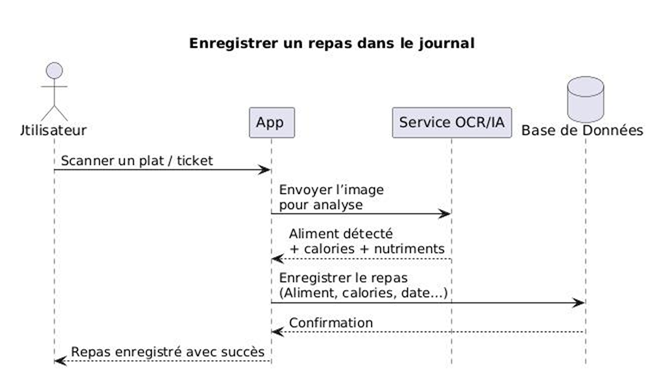 Enregistrer un repas dans le journal
Utilisateur
App
Service OCR/IA
Base de Données
Scanner un plat / ticket
Envoyer l’image
pour analyse
Aliment détecté
+ calories + nutriments
Enregistrer le repas
(Aliment, calories, date...)
Confirmation
Repas enregistré avec succès